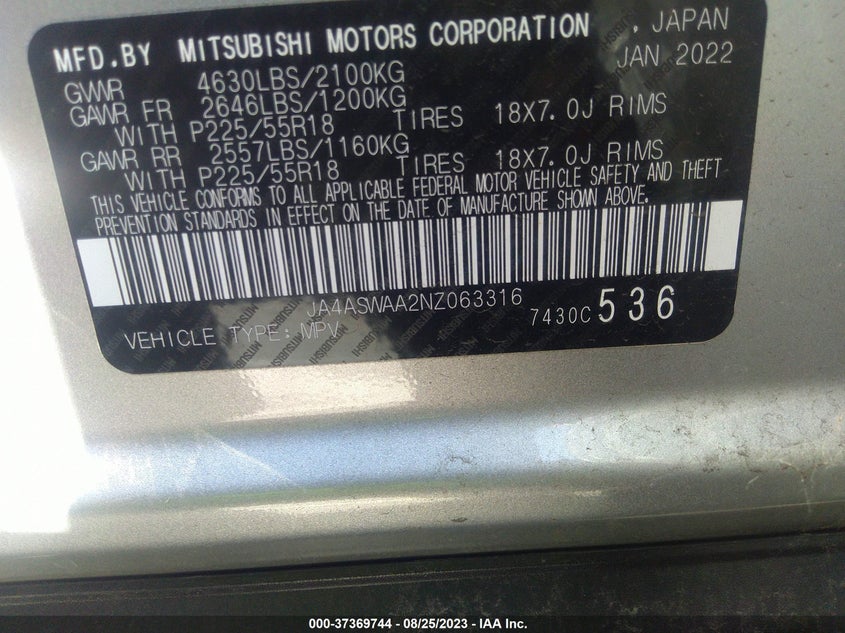 MFD.BY MITSUBISHI MOTORS CORPORATION , JAPAN
JAN 2022
GVWR 4630LBS/2100KG
GAWR FR 2646LBS/1200KG
WITH P225/55R18 TIRES 18X7.0J RIMS
GAWR RR 2557LBS/1160KG
WITH P225/55R18 TIRES 18X7.0J RIMS
THIS VEHICLE CONFORMS TO ALL APPLICABLE FEDERAL MOTOR VEHICLE SAFETY AND THEFT
PREVENTION STANDARDS IN EFFECT ON THE DATE OF MANUFACTURE SHOWN ABOVE.
JA4ASWAA2NZ063316
VEHICLE TYPE: MPV 7430C 536
000-37369744 - 08/25/2023 - IAA Inc.